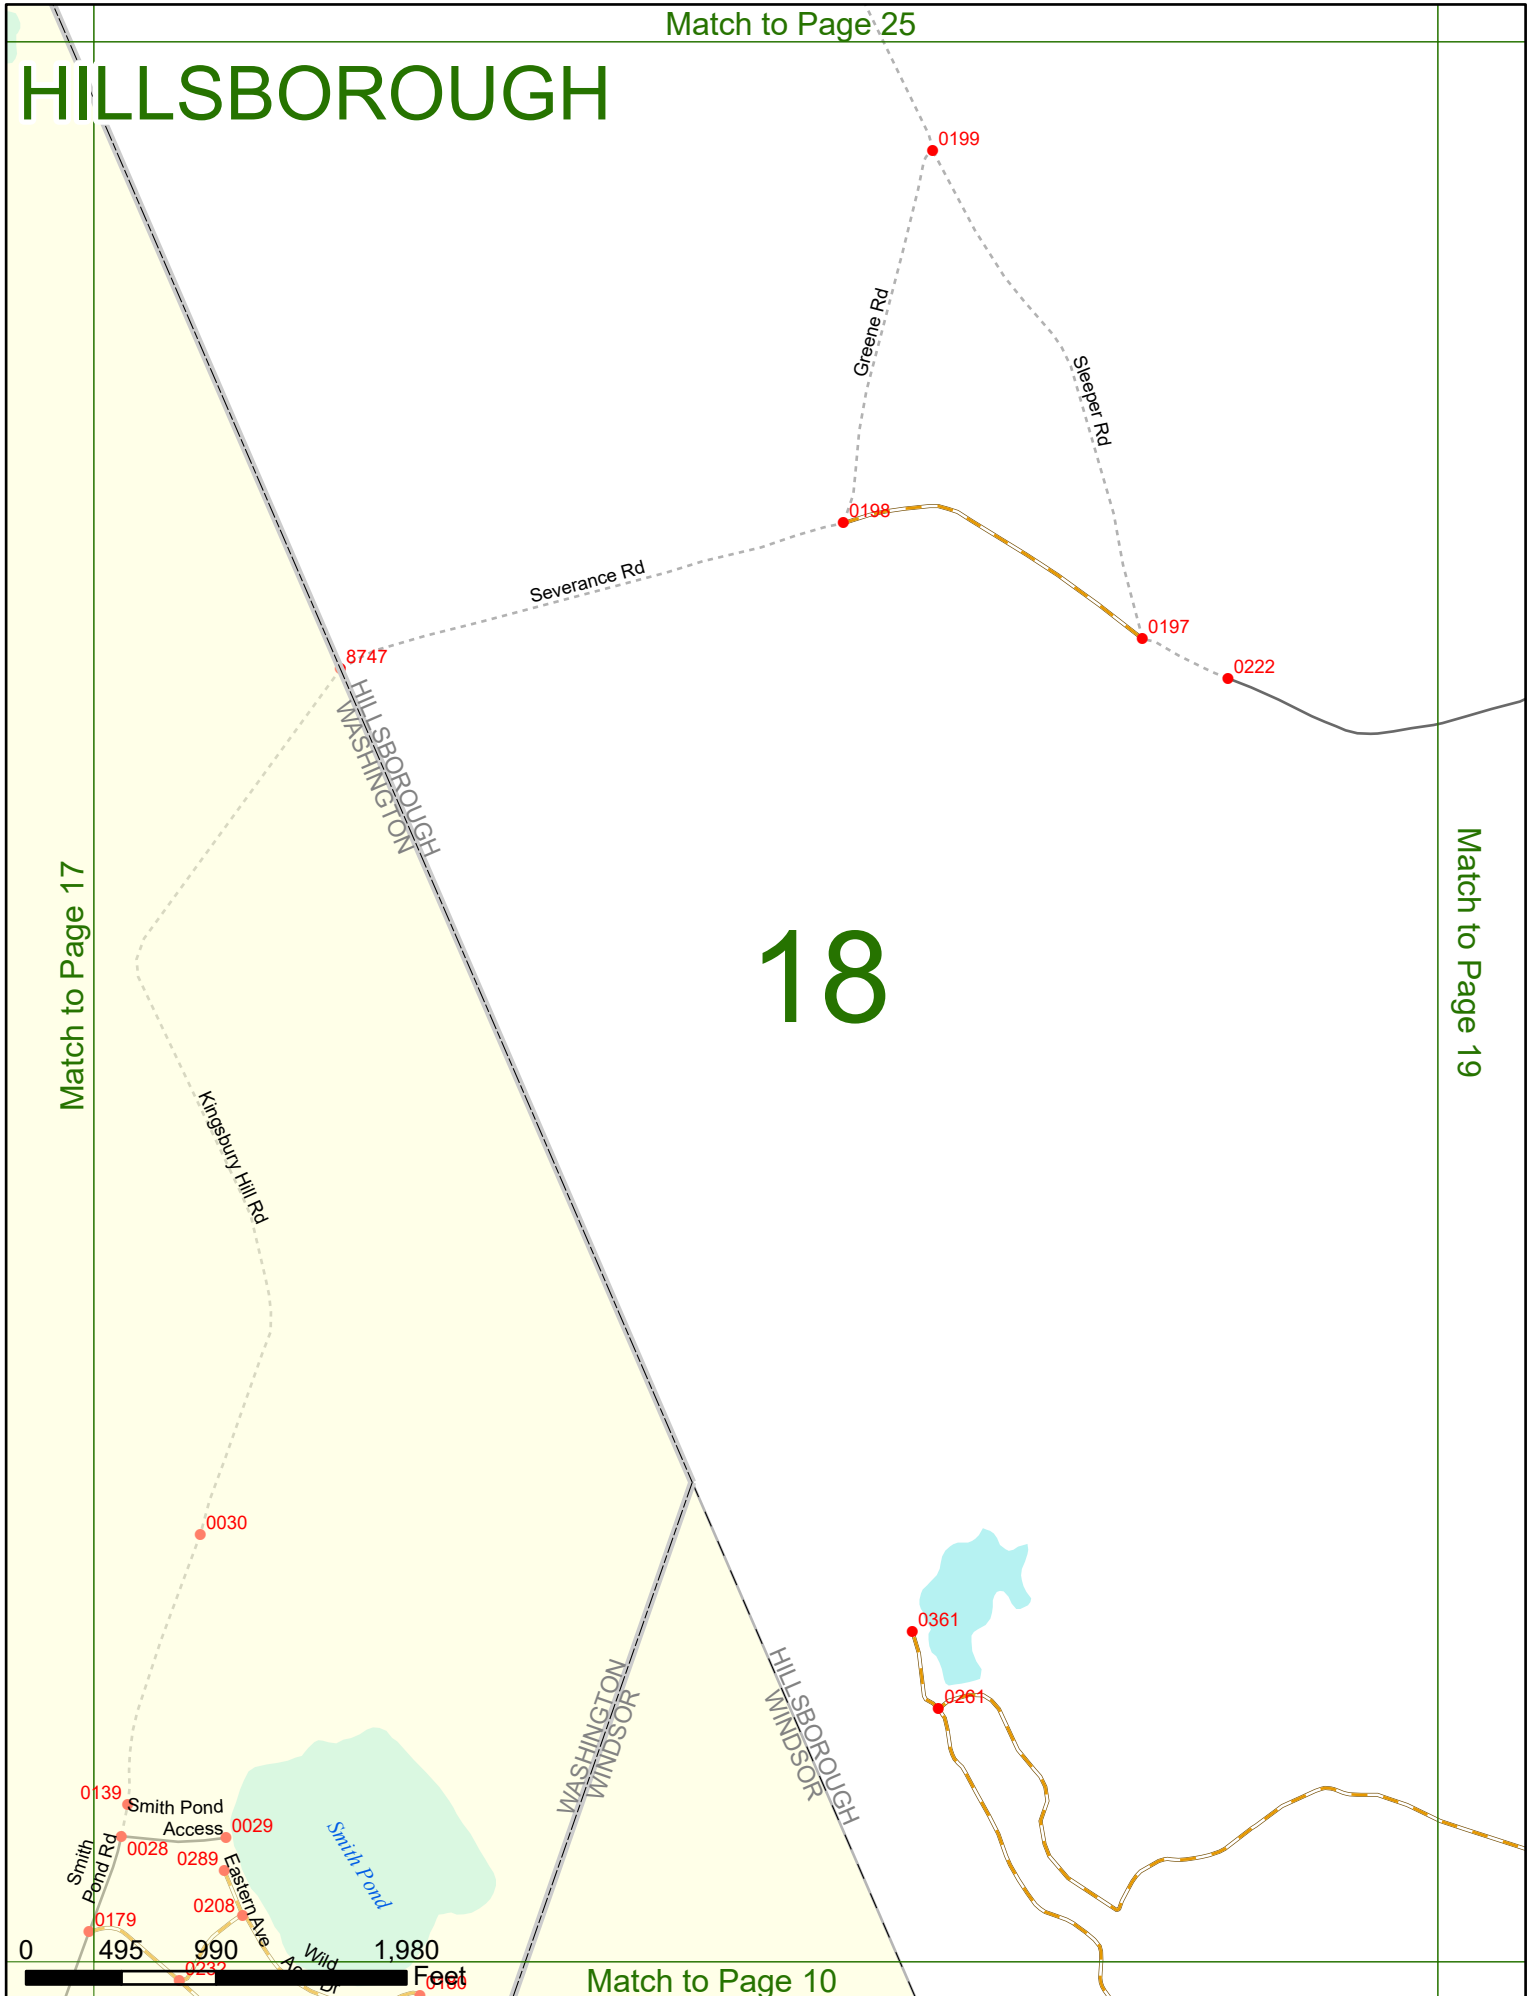 Match to Page 25
HILLSBOROUGH
0199
Greene Rd
Sleeper Rd
0198
Severance Rd
0197
8747
0222
HILLSBOROUGH
WASHINGTON
Match to Page 17
18
Match to Page 19
Kingsbury Hill Rd
0030
0361
0261
WASHINGTON
WINDSOR
HILLSBOROUGH
WINDSOR
0139
Smith Pond
Access
0029
0028
Smith
Pond Rd
0289
Eastern Ave
Smith Pond
0208
0179
0 495 990 1,980
Feet
Wild
0232
Match to Page 10